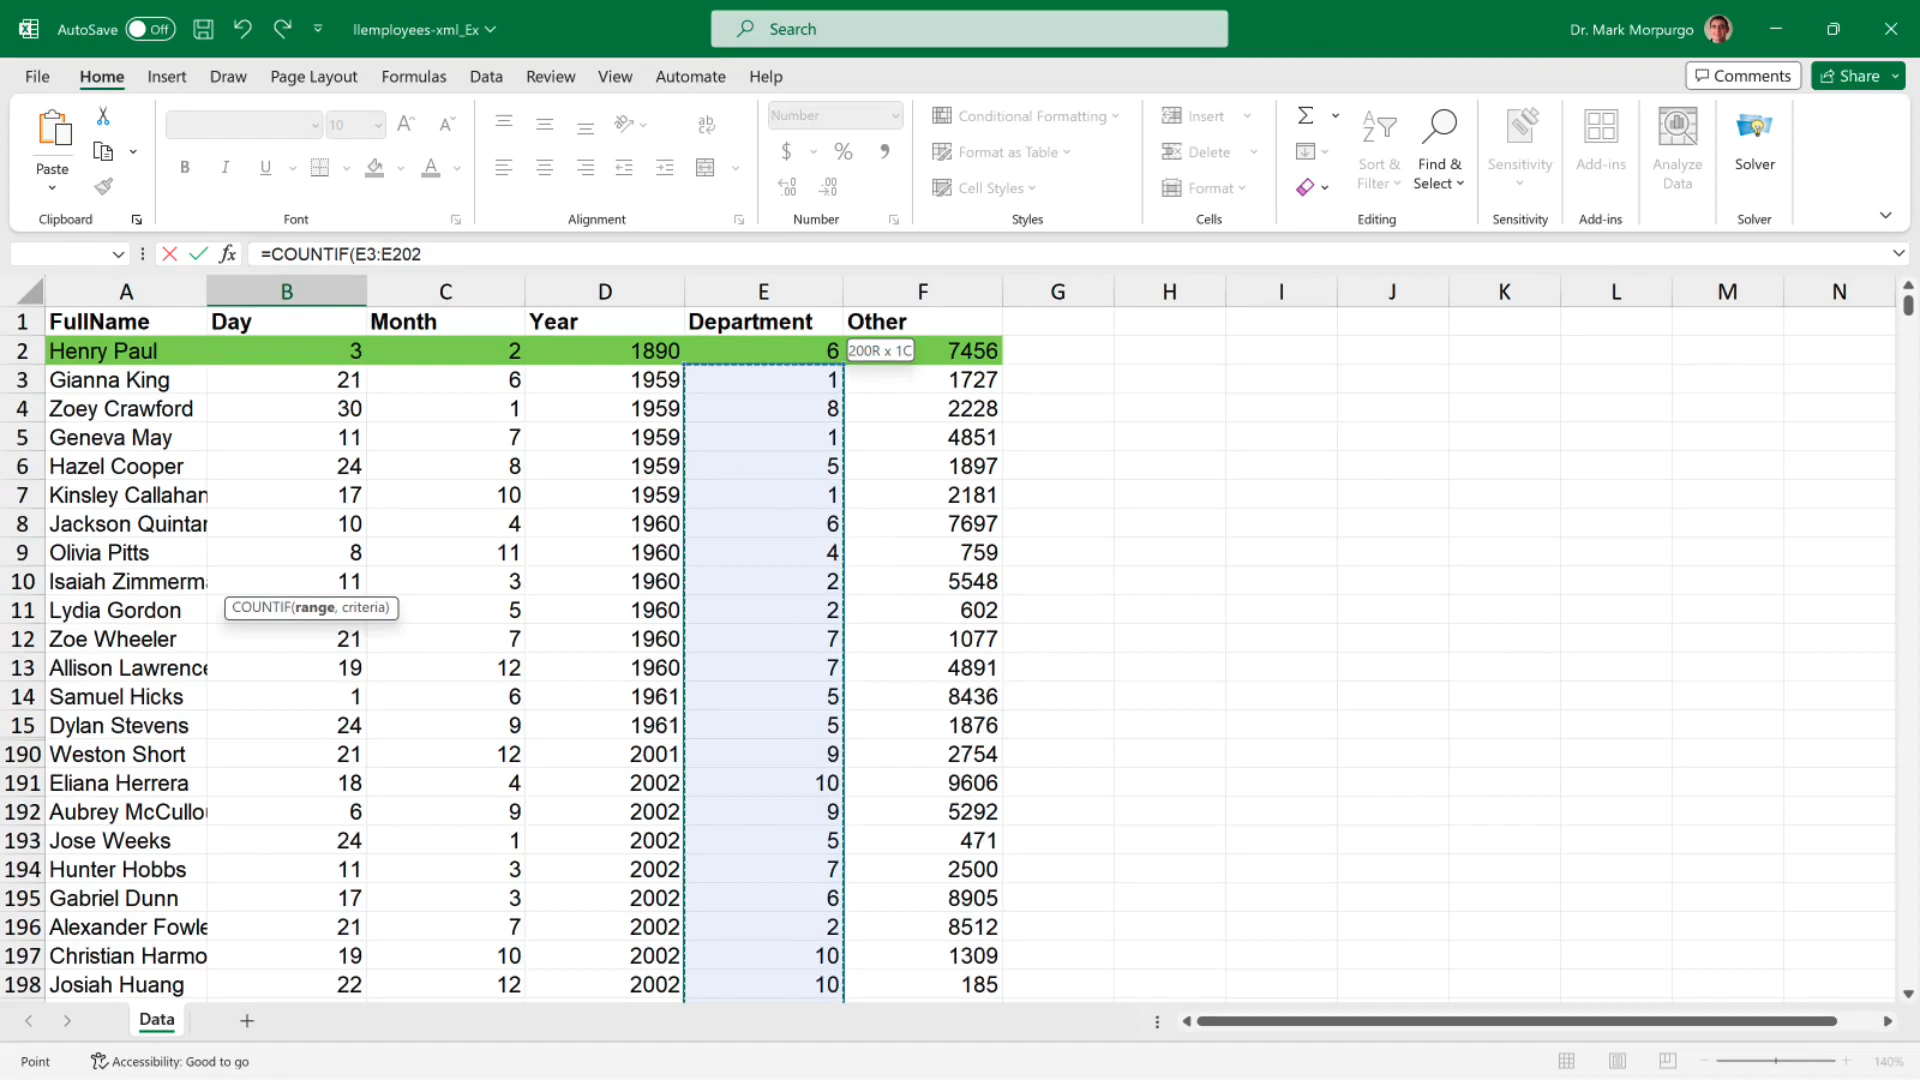 AutoSave Off llemployees-xml_Ex Search Dr. Mark Morpurgo
File Home Insert Draw Page Layout Formulas Data Review View Automate Help Comments Share
Paste
Clipboard
10
B I U A
Font
ab
Alignment
Number
$ % 9
Number
Conditional Formatting
Format as Table
Cell Styles
Styles
Insert
Delete
Format
Cells
Sort & Filter
Find & Select
Editing
Sensitivity
Sensitivity
Add-ins
Add-ins
Analyze Data
Solver
Solver
fx =COUNTIF(E3:E202
A B C D E F G H I J K L M N
1 FullName Day Month Year Department Other
2 Henry Paul 3 2 1890 6 200R x 1C 7456
3 Gianna King 21 6 1959 1 1727
4 Zoey Crawford 30 1 1959 8 2228
5 Geneva May 11 7 1959 1 4851
6 Hazel Cooper 24 8 1959 5 1897
7 Kinsley Callahan 17 10 1959 1 2181
8 Jackson Quintar 10 4 1960 6 7697
9 Olivia Pitts 8 11 1960 4 759
10 Isaiah Zimmerm 11 3 1960 2 5548
11 Lydia Gordon COUNTIF(range, criteria) 5 1960 2 602
12 Zoe Wheeler 21 7 1960 7 1077
13 Allison Lawrence 19 12 1960 7 4891
14 Samuel Hicks 1 6 1961 5 8436
15 Dylan Stevens 24 9 1961 5 1876
190 Weston Short 21 12 2001 9 2754
191 Eliana Herrera 18 4 2002 10 9606
192 Aubrey McCullo 6 9 2002 9 5292
193 Jose Weeks 24 1 2002 5 471
194 Hunter Hobbs 11 3 2002 7 2500
195 Gabriel Dunn 17 3 2002 6 8905
196 Alexander Fowle 21 7 2002 2 8512
197 Christian Harmo 19 10 2002 10 1309
198 Josiah Huang 22 12 2002 10 185
Data
Point Accessibility: Good to go 140%